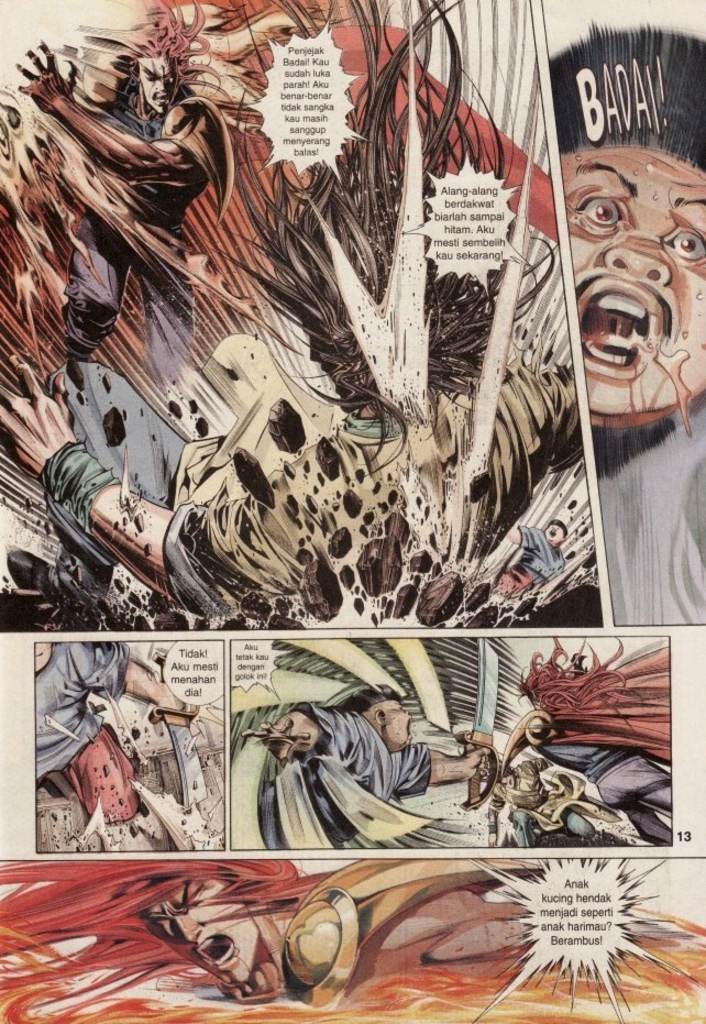 Penjejak
Badai! Kau
sudah luka
parah! Aku
benar-benar
tidak sangka
kau masih
sanggup
menyerang
balas!
Alang-alang
berdakwat
biarlah sampai
hitam. Aku
mesti sembelih
kau sekarang!
BADAI!
Tidak!
Aku mesti
menahan
dia!
Aku
tetak kau
dengan
golok ini!
13
Anak
kucing hendak
menjadi seperti
anak harimau?
Berambus!